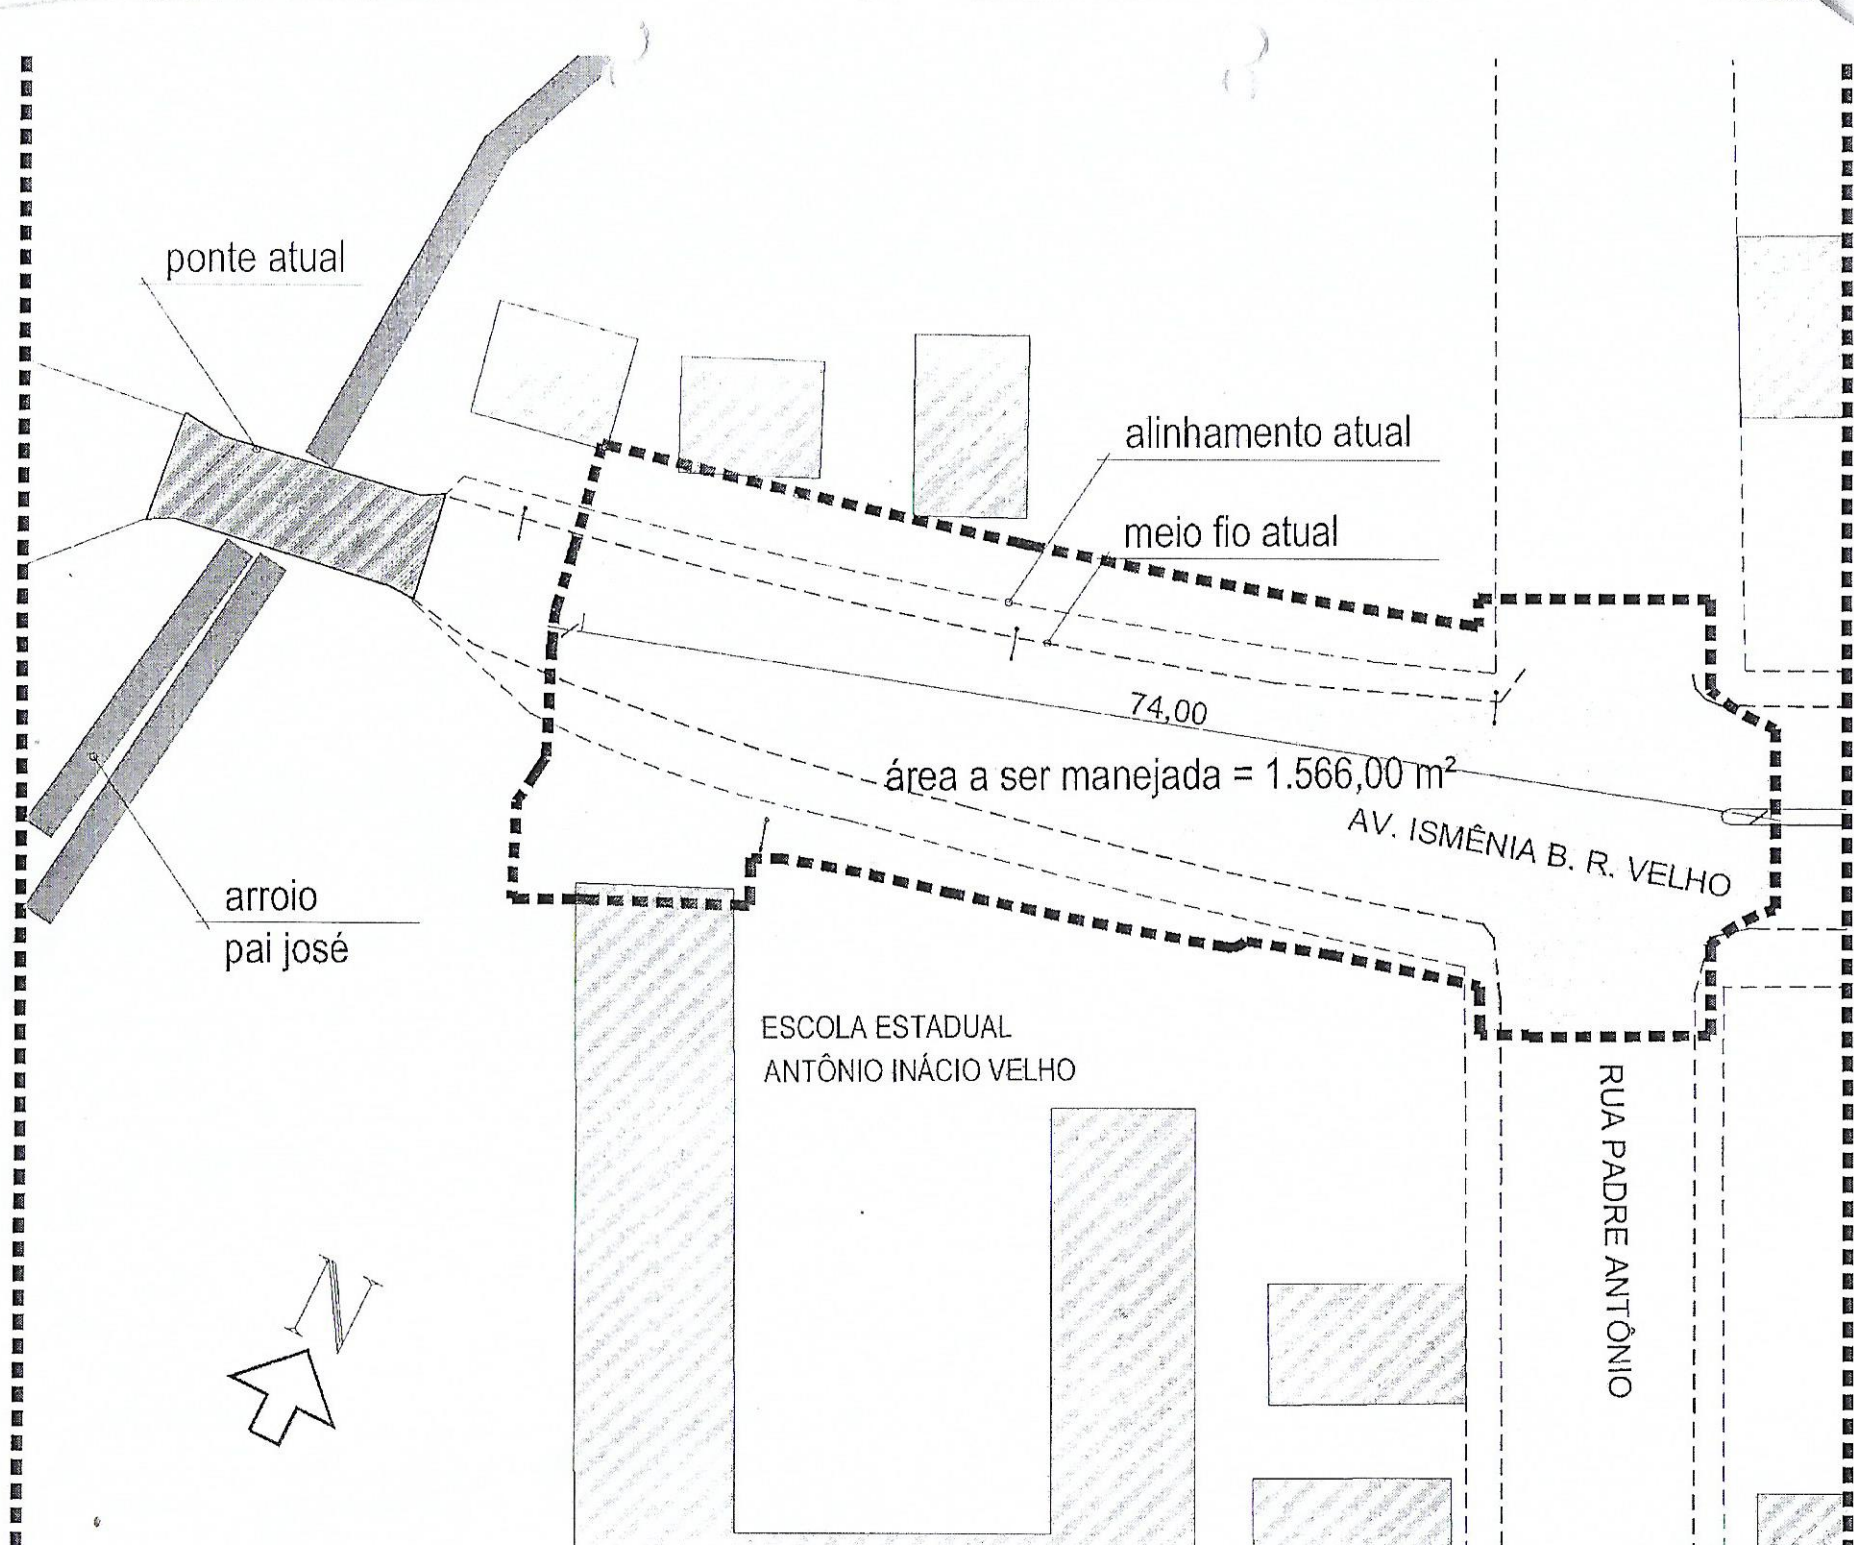 ponte atual
alinhamento atual
meio fio atual
74,00
área a ser manejada = 1.566,00 m²
AV. ISMÊNIA B. R. VELHO
arroio
pai josé
ESCOLA ESTADUAL
ANTÔNIO INÁCIO VELHO
RUA PADRE ANTÔNIO
N